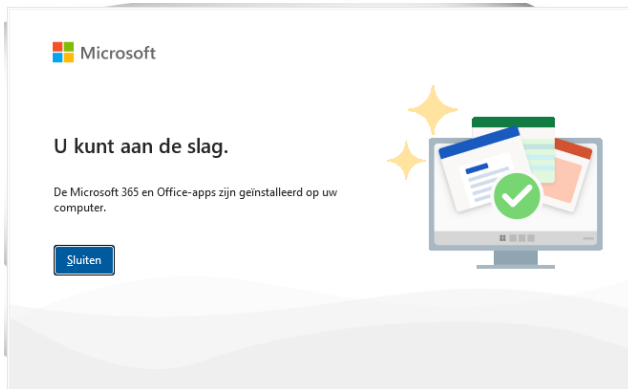 Microsoft
U kunt aan de slag.
De Microsoft 365 en Office-apps zijn geïnstalleerd op uw
computer.
Sluiten